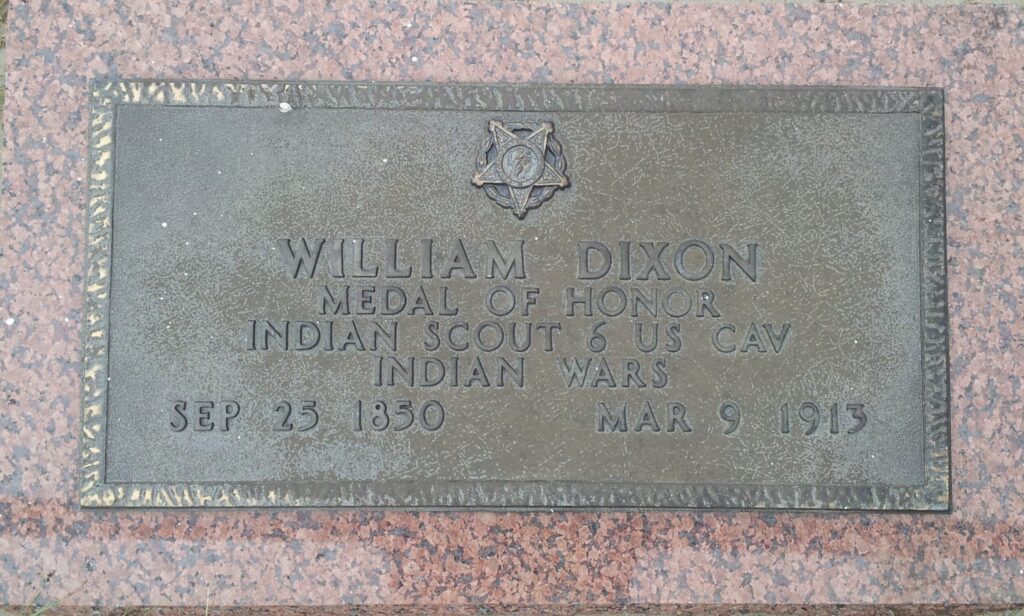 WILLIAM DIXON
MEDAL OF HONOR
INDIAN SCOUT 6 US CAV
INDIAN WARS
SEP 25 1850 MAR 9 1913